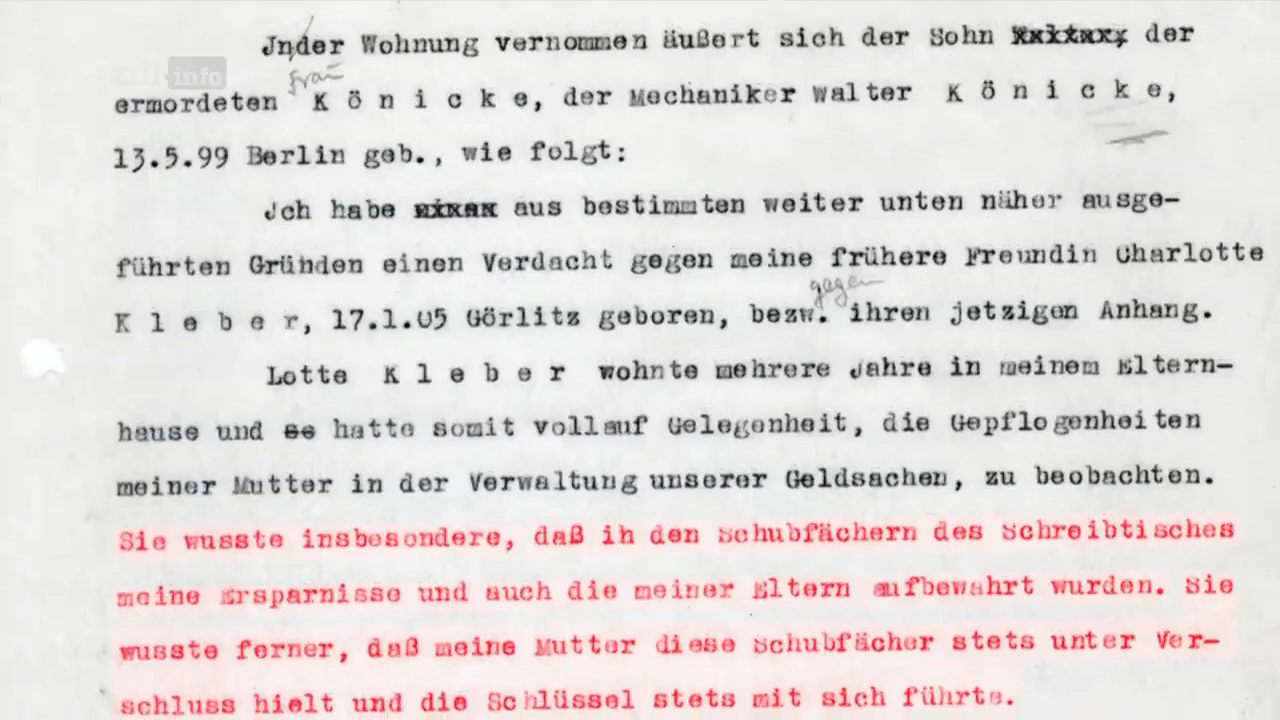 Jn/der Wohnung vernommen äußert sich der Sohn der
info
Frau
ermordeten K ö n i c k e, der Mechaniker Walter K ö n i c k e,
13.5.99 Berlin geb., wie folgt:
Jch habe aus bestimmten weiter unten näher ausge-
führten Gründen einen Verdacht gegen meine frühere Freundin Charlotte
gegen
K l e b e r, 17.1.05 Görlitz geboren, bezw. ihren jetzigen Anhang.
Lotte K l e b e r wohnte mehrere Jahre in meinem Eltern-
hause und se hatte somit vollauf Gelegenheit, die Gepflogenheiten
meiner Mutter in der Verwaltung unserer Geldsachen, zu beobachten.
Sie wusste insbesondere, daß ih den Schubfächern des Schreibtisches
meine Ersparnisse und auch die meiner Eltern aufbewahrt wurden. Sie
wusste ferner, daß meine Mutter diese Schubfächer stets unter Ver-
schluss hielt und die Schlüssel stets mit sich führte.